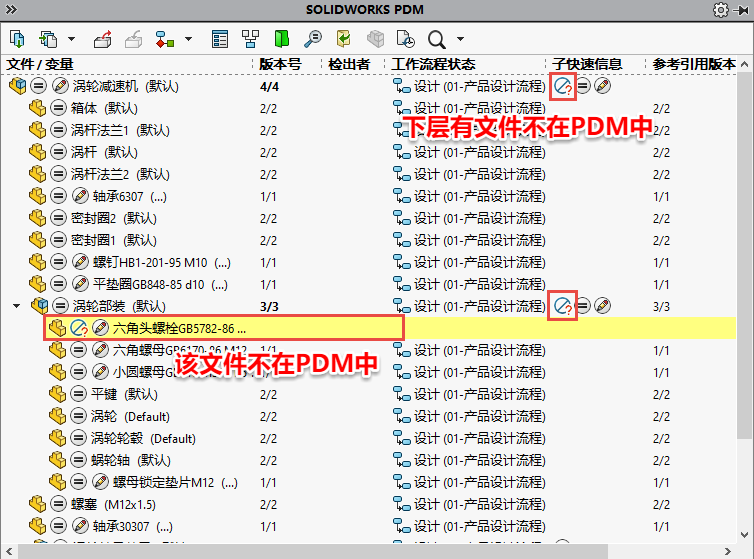 SOLIDWORKS PDM
文件 / 变量 版本号 检出者 工作流程状态 子快速信息 参考引用版本
涡轮减速机 (默认) 4/4 设计 (01-产品设计流程)
箱体 (默认) 2/2 设计 (01-产品设计流程) 2/2
下层有文件不在PDM中
涡杆法兰1 (默认) 2/2 2/2
涡杆 (默认) 2/2 设计 (01-产品设计流程) 2/2
涡杆法兰2 (默认) 2/2 设计 (01-产品设计流程) 2/2
轴承6307 (...) 1/1 设计 (01-产品设计流程) 1/1
密封圈2 (默认) 2/2 设计 (01-产品设计流程) 2/2
密封圈1 (默认) 2/2 设计 (01-产品设计流程) 2/2
螺钉HB1-201-95 M10 (...) 1/1 设计 (01-产品设计流程) 1/1
平垫圈GB848-85 d10 (...) 1/1 设计 (01-产品设计流程) 1/1
涡轮部装 (默认) 3/3 设计 (01-产品设计流程) 3/3
六角头螺栓GB5782-86 ...
六角螺母GB6170-86 M12 1/1 设计 (01-产品设计流程) 1/1
该文件不在PDM中
小圆螺母GB 设计 (01-产品设计流程) 1/1
平键 (默认) 2/2 设计 (01-产品设计流程) 2/2
涡轮 (Default) 2/2 设计 (01-产品设计流程) 2/2
涡轮轮毂 (Default) 2/2 设计 (01-产品设计流程) 2/2
蜗轮轴 (默认) 2/2 设计 (01-产品设计流程) 2/2
螺母锁定垫片M12 (...) 1/1 设计 (01-产品设计流程) 1/1
螺塞 (M12x1.5) 2/2 设计 (01-产品设计流程) 2/2
轴承30307 (...) 1/1 设计 (01-产品设计流程) 1/1